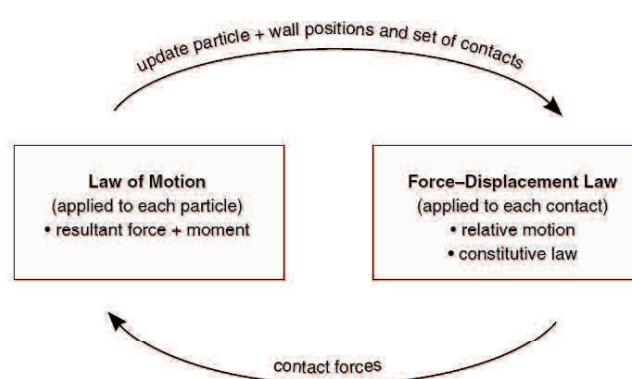 update particle + wall positions and set of contacts
Law of Motion
(applied to each particle)
• resultant force + moment
Force–Displacement Law
(applied to each contact)
• relative motion
• constitutive law
contact forces